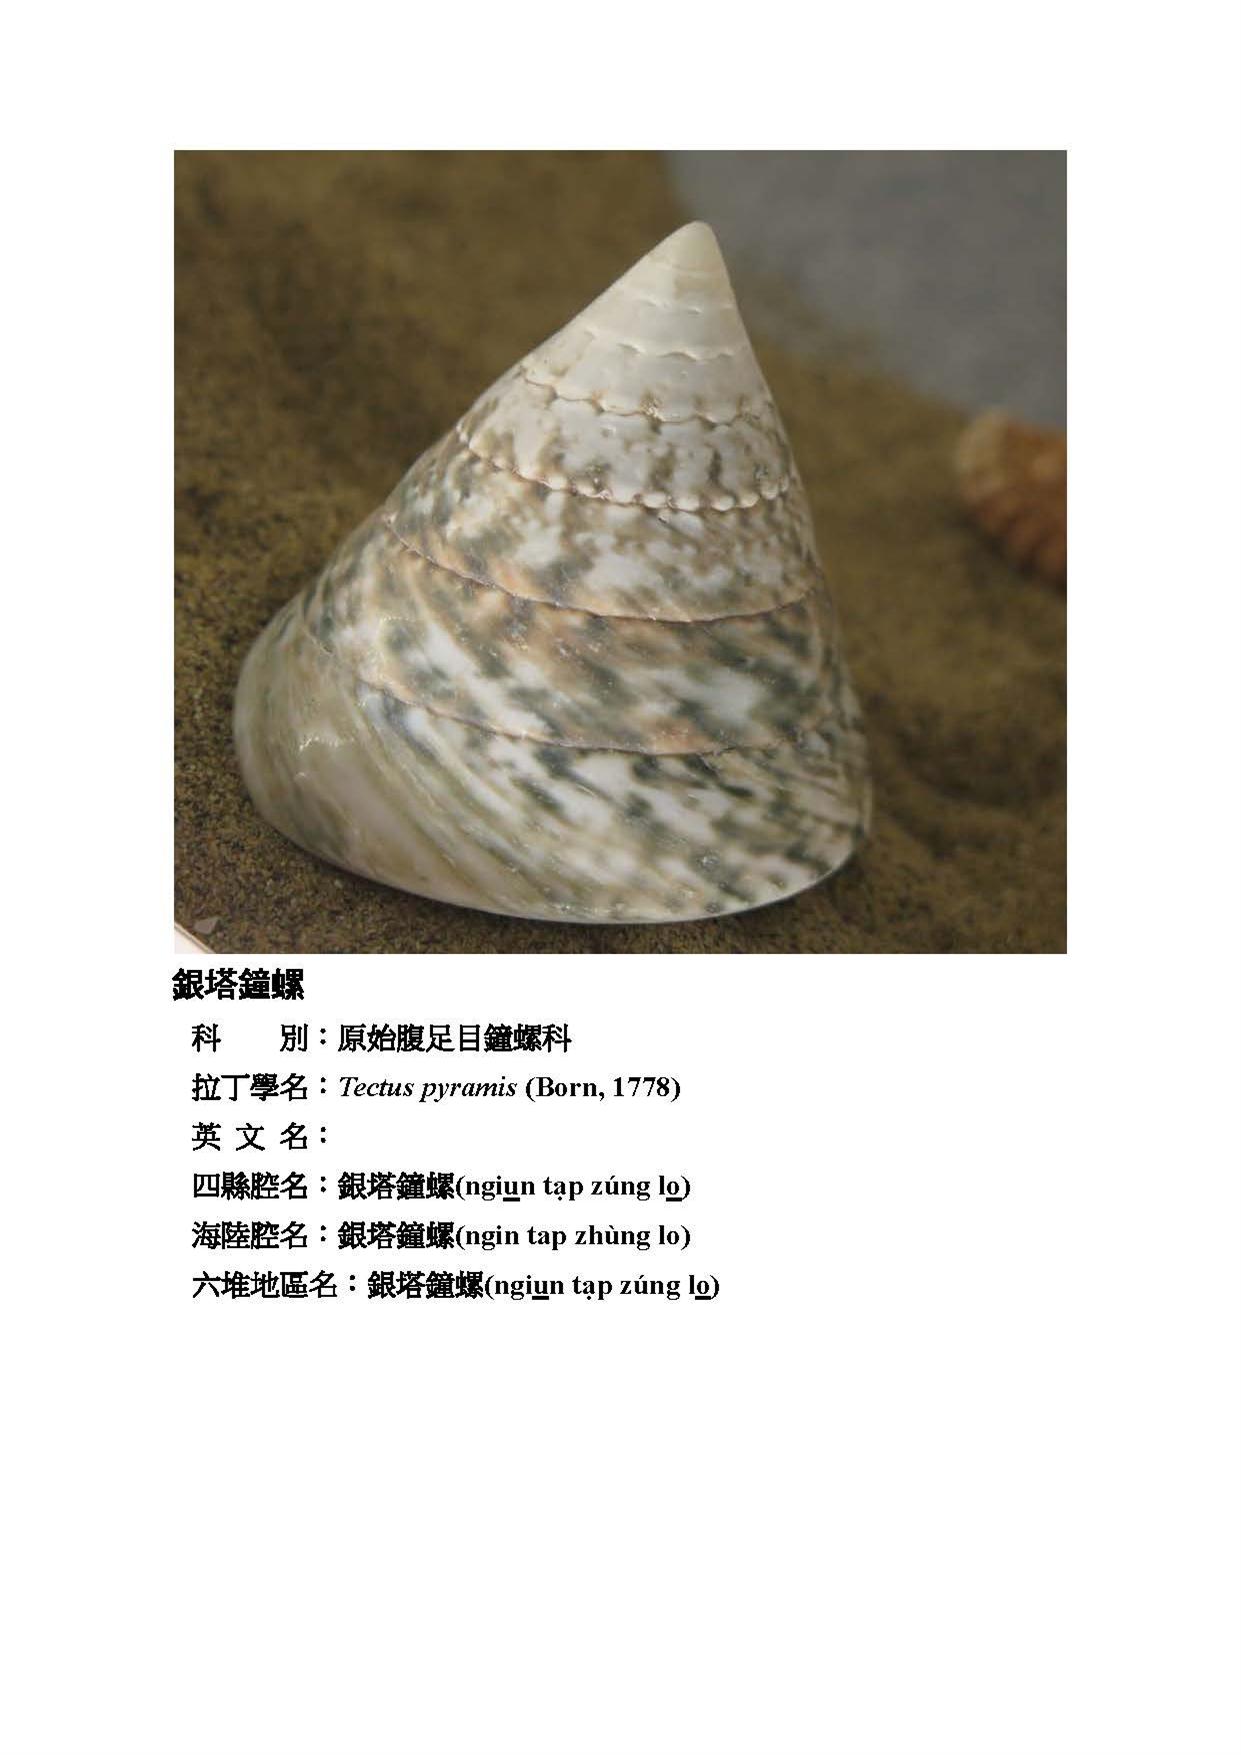 銀塔鐘螺
科　　別：原始腹足目鐘螺科
拉丁學名：Tectus pyramis (Born, 1778)
英 文 名：
四縣腔名：銀塔鐘螺(ngiu̲n tạp zúng lo̲)
海陸腔名：銀塔鐘螺(ngin tap zhùng lo)
六堆地區名：銀塔鐘螺(ngiu̲n tạp zúng lo̲)